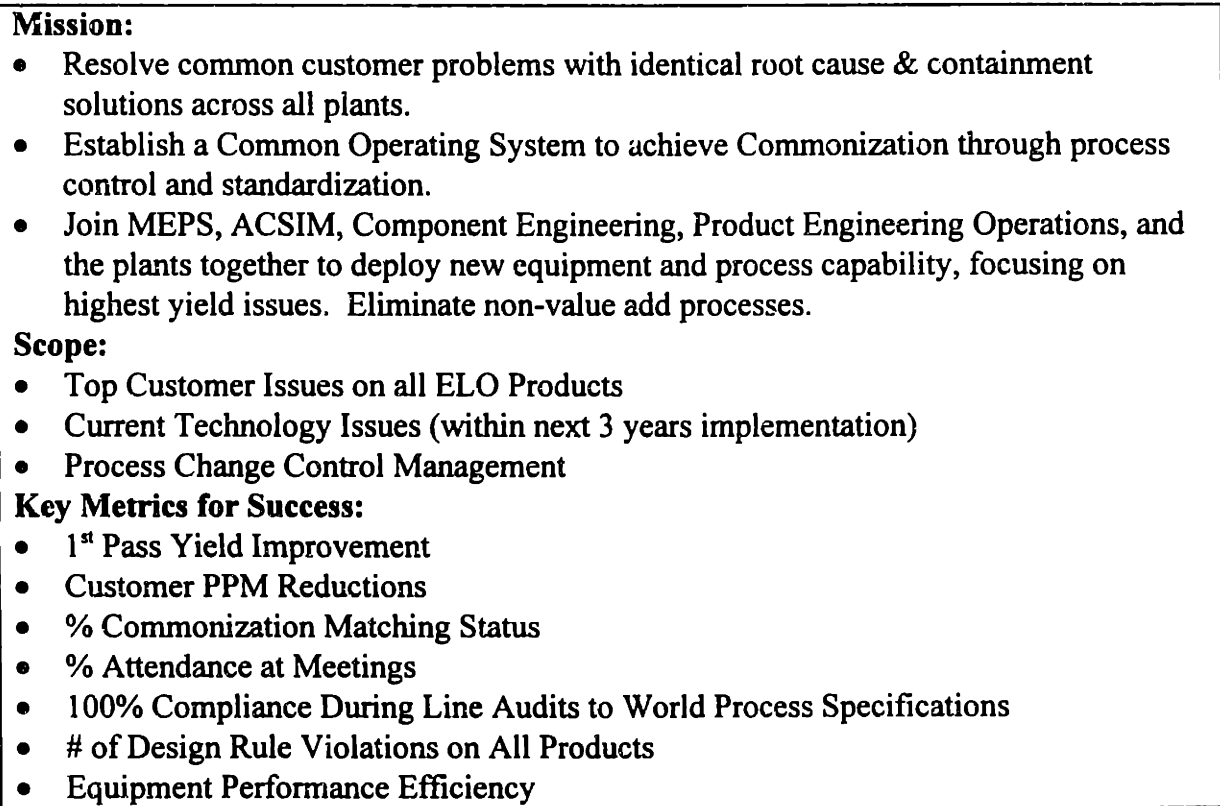 Mission:
• Resolve common customer problems with identical root cause & containment
solutions across all plants.
• Establish a Common Operating System to achieve Commonization through process
control and standardization.
• Join MEPS, ACSIM, Component Engineering, Product Engineering Operations, and
the plants together to deploy new equipment and process capability, focusing on
highest yield issues. Eliminate non-value add processes.
Scope:
• Top Customer Issues on all ELO Products
• Current Technology Issues (within next 3 years implementation)
• Process Change Control Management
Key Metrics for Success:
• 1st Pass Yield Improvement
• Customer PPM Reductions
• % Commonization Matching Status
• % Attendance at Meetings
• 100% Compliance During Line Audits to World Process Specifications
• # of Design Rule Violations on All Products
• Equipment Performance Efficiency